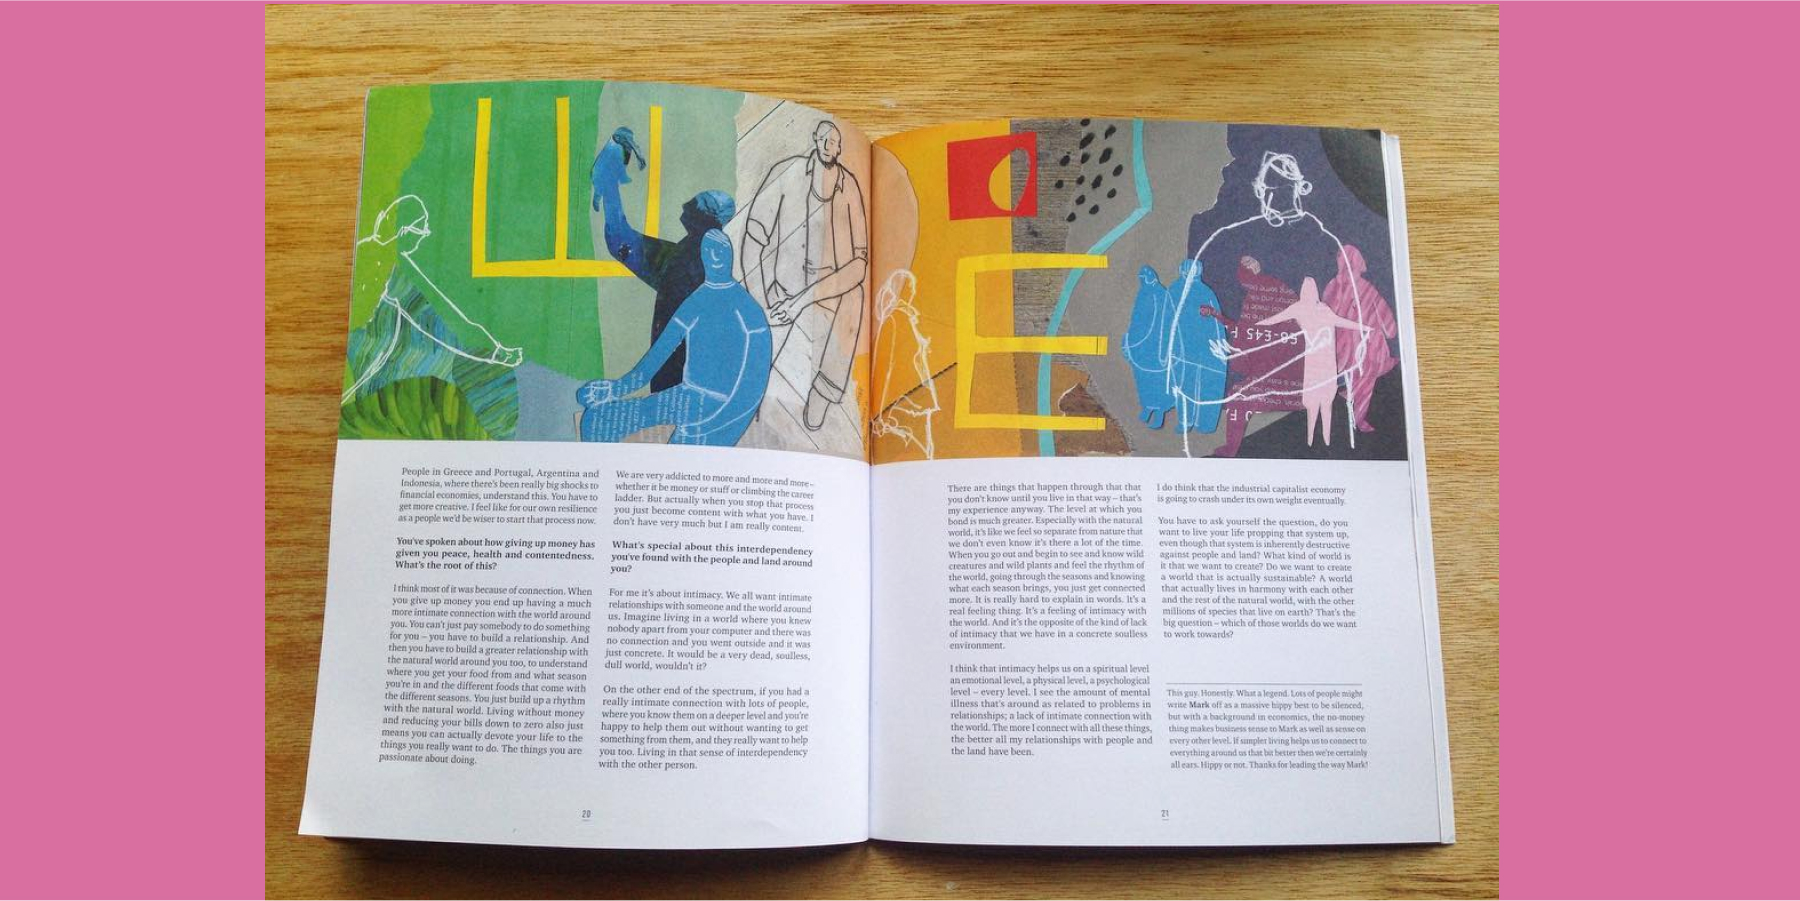 People in Greece and Portugal, Argentina and
Indonesia, where there's been really big shocks to
financial economies, understand this. You have to
get more creative. I feel like for our own resilience
as a people we'd be wiser to start that process now.
You've spoken about how giving up money has
given you peace, health and contentedness.
What's the root of this?
I think most of it was because of connection. When
you give up money you end up having a much
more intimate connection with the world around
you. You can't just pay somebody to do something
for you – you have to build a relationship. And
then you have to build a greater relationship with
the natural world around you too, to understand
where you get your food from and what season
you're in and the different foods that come with
the different seasons. You just build up a rhythm
with the natural world. Living without money
and reducing your bills down to zero also just
means you can actually devote your life to the
things you really want to do. The things you are
passionate about doing.
We are very addicted to more and more and more –
whether it be money or stuff or climbing the career
ladder. But actually when you stop that process
you just become content with what you have. I
don't have very much but I am really content.
What's special about this interdependency
you've found with the people and land around
you?
For me it's about intimacy. We all want intimate
relationships with someone and the world around
us. Imagine living in a world where you knew
nobody apart from your computer and there was
no connection and you went outside and it was
just concrete. It would be a very dead, soulless,
dull world, wouldn't it?
On the other end of the spectrum, if you had a
really intimate connection with lots of people,
where you know them on a deeper level and you're
happy to help them out without wanting to get
something from them, and they really want to help
you too. Living in that sense of interdependency
with the other person.
20
There are things that happen through that that
you don't know until you live in that way – that's
my experience anyway. The level at which you
bond is much greater. Especially with the natural
world, it's like we feel so separate from nature that
we don't even know it's there a lot of the time.
When you go out and begin to see and know wild
creatures and wild plants and feel the rhythm of
the world, going through the seasons and knowing
what each season brings, you just get connected
more. It is really hard to explain in words. It's a
real feeling thing. It's a feeling of intimacy with
the world. And it's the opposite of the kind of lack
of intimacy that we have in a concrete soulless
environment.
I think that intimacy helps us on a spiritual level
an emotional level, a physical level, a psychological
level – every level. I see the amount of mental
illness that's around as related to problems in
relationships; a lack of intimate connection with
the world. The more I connect with all these things,
the better all my relationships with people and
the land have been.
I do think that the industrial capitalist economy
is going to crash under its own weight eventually.
You have to ask yourself the question, do you
want to live your life propping that system up,
even though that system is inherently destructive
against people and land? What kind of world is
it that we want to create? Do we want to create
a world that is actually sustainable? A world
that actually lives in harmony with each other
and the rest of the natural world, with the other
millions of species that live on earth? That's the
big question – which of those worlds do we want
to work towards?
This guy. Honestly. What a legend. Lots of people might
write Mark off as a massive hippy best to be silenced,
but with a background in economics, the no-money
thing makes business sense to Mark as well as sense on
every other level. If simpler living helps us to connect to
everything around us that bit better then we're certainly
all ears. Hippy or not. Thanks for leading the way Mark!
21